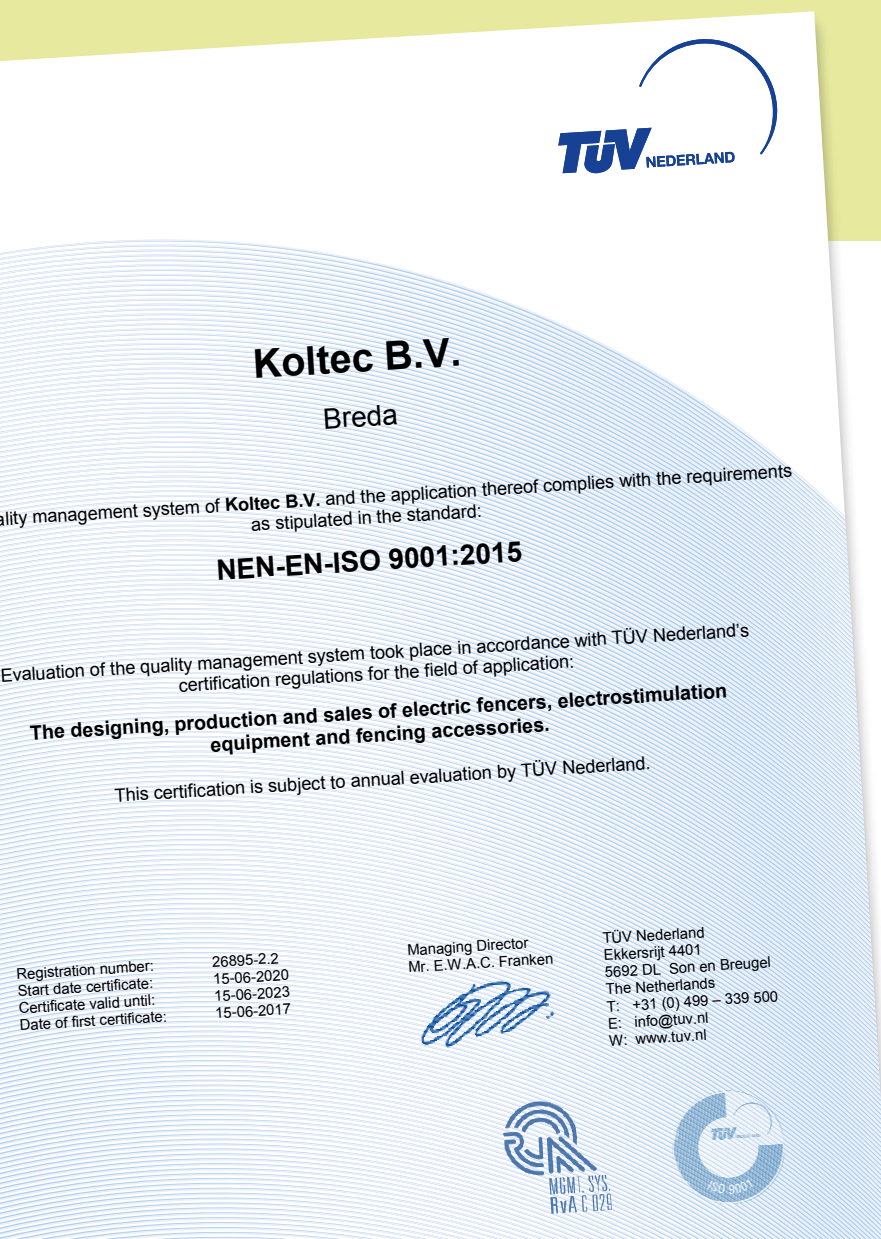 TÜV NEDERLAND
Koltec B.V.
Breda
ality management system of Koltec B.V. and the application thereof complies with the requirements
as stipulated in the standard:
NEN-EN-ISO 9001:2015
Evaluation of the quality management system took place in accordance with TÜV Nederland's
certification regulations for the field of application:
The designing, production and sales of electric fencers, electrostimulation
equipment and fencing accessories.
This certification is subject to annual evaluation by TÜV Nederland.
Registration number: 26895-2.2
Start date certificate: 15-06-2020
Certificate valid until: 15-06-2023
Date of first certificate: 15-06-2017
Managing Director
Mr. E.W.A.C. Franken
TÜV Nederland
Ekkersrijt 4401
5692 DL Son en Breugel
The Netherlands
T: +31 (0) 499 – 339 500
E: info@tuv.nl
W: www.tuv.nl
RvA
MGMT. SYS.
RvA C 028
TÜV
ISO 9001